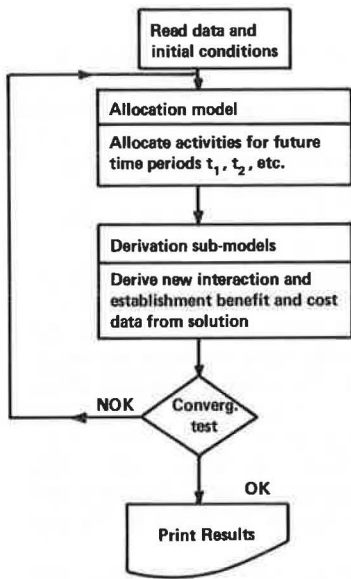 Read data and
initial conditions
Allocation model
Allocate activities for future
time periods t₁, t₂, etc.
Derivation sub-models
Derive new interaction and
establishment benefit and cost
data from solution
NOK
Converg.
test
OK
Print Results